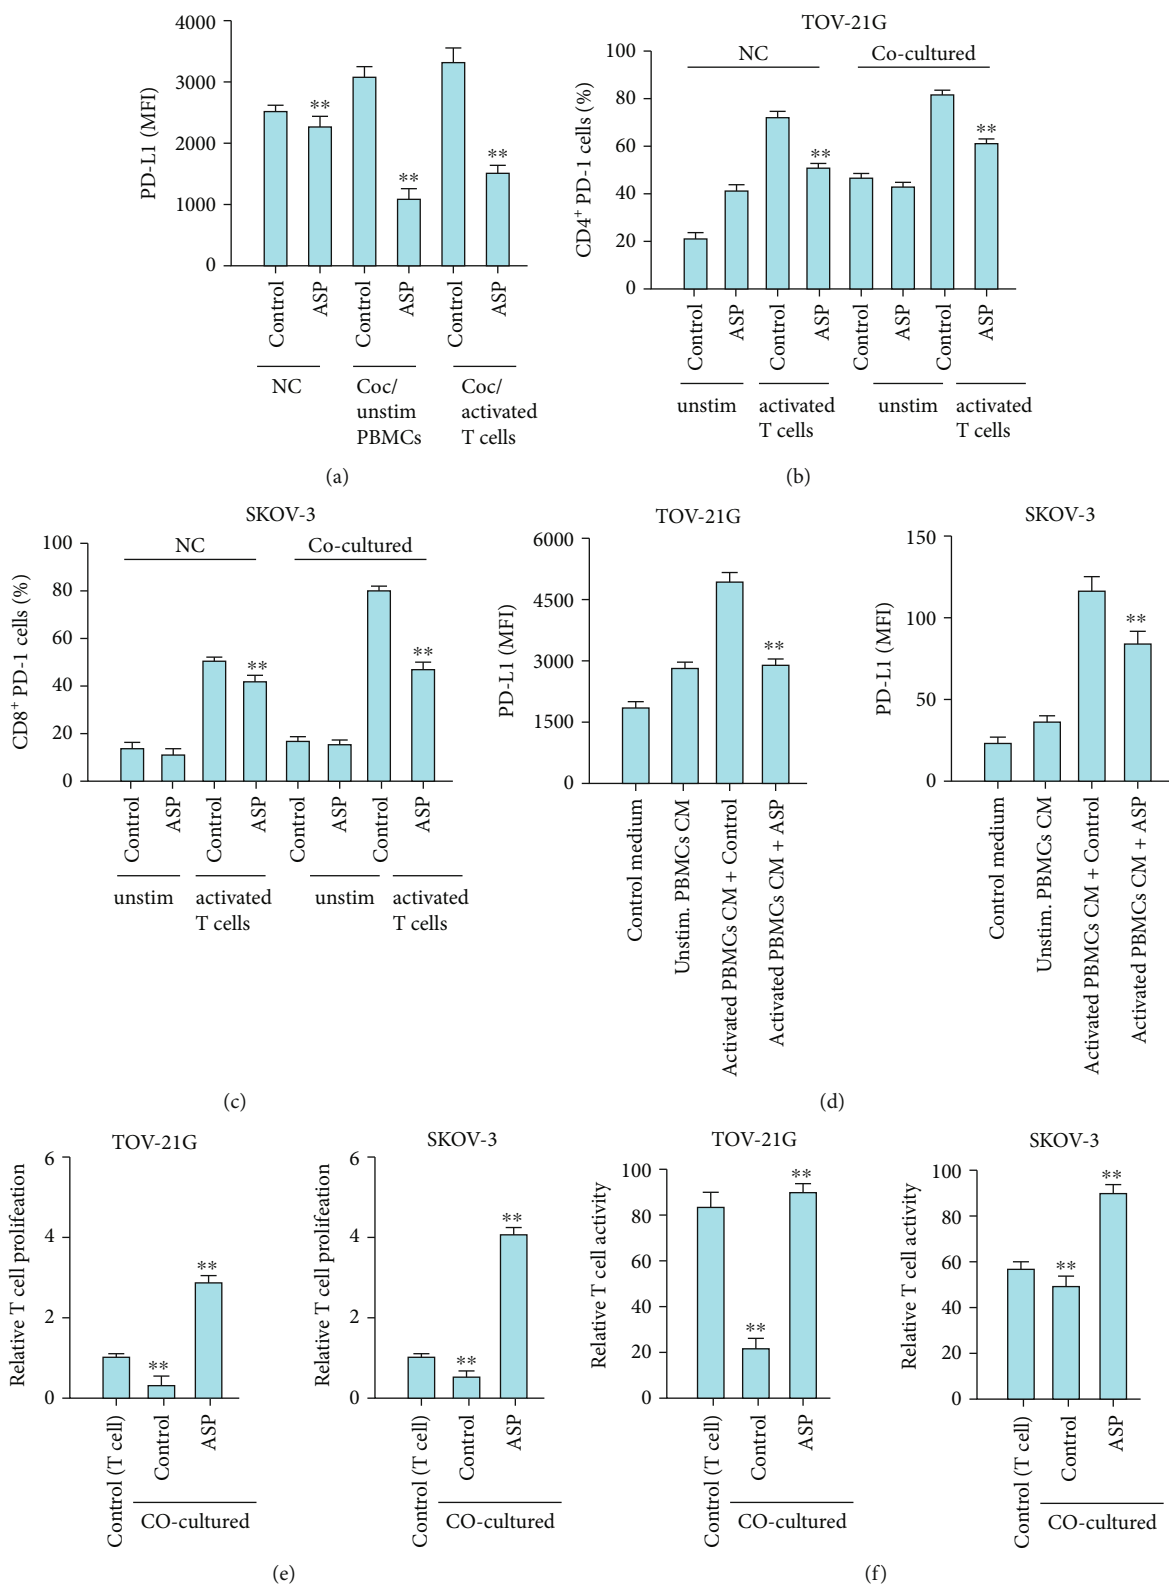 PD-L1 (MFI)
4000
3000
2000
1000
0
**
**
**
Control
ASP
Control
ASP
Control
ASP
NC
Coc/
unstim
PBMCs
Coc/
activated
T cells
(a)
TOV-21G
CD4+ PD-1 cells (%)
100
80
60
40
20
0
NC
Co-cultured
**
**
Control
ASP
Control
ASP
Control
ASP
Control
ASP
unstim
activated
T cells
unstim
activated
T cells
(b)
SKOV-3
CD8+ PD-1 cells (%)
100
80
60
40
20
0
NC
Co-cultured
**
**
Control
ASP
Control
ASP
Control
ASP
Control
ASP
unstim
activated
T cells
unstim
activated
T cells
(c)
TOV-21G
PD-L1 (MFI)
6000
4500
3000
1500
0
**
Control medium
Unstim. PBMCs CM
Activated PBMCs CM + Control
Activated PBMCs CM + ASP
SKOV-3
PD-L1 (MFI)
150
100
50
0
**
Control medium
Unstim. PBMCs CM
Activated PBMCs CM + Control
Activated PBMCs CM + ASP
(d)
TOV-21G
Relative T cell prolifeation
6
4
2
0
**
**
Control (T cell)
Control
ASP
CO-cultured
SKOV-3
Relative T cell prolifeation
6
4
2
0
**
**
Control (T cell)
Control
ASP
CO-cultured
(e)
TOV-21G
Relative T cell activity
100
80
60
40
20
0
**
**
Control (T cell)
Control
ASP
CO-cultured
SKOV-3
Relative T cell activity
100
80
60
40
20
0
**
**
Control (T cell)
Control
ASP
CO-cultured
(f)